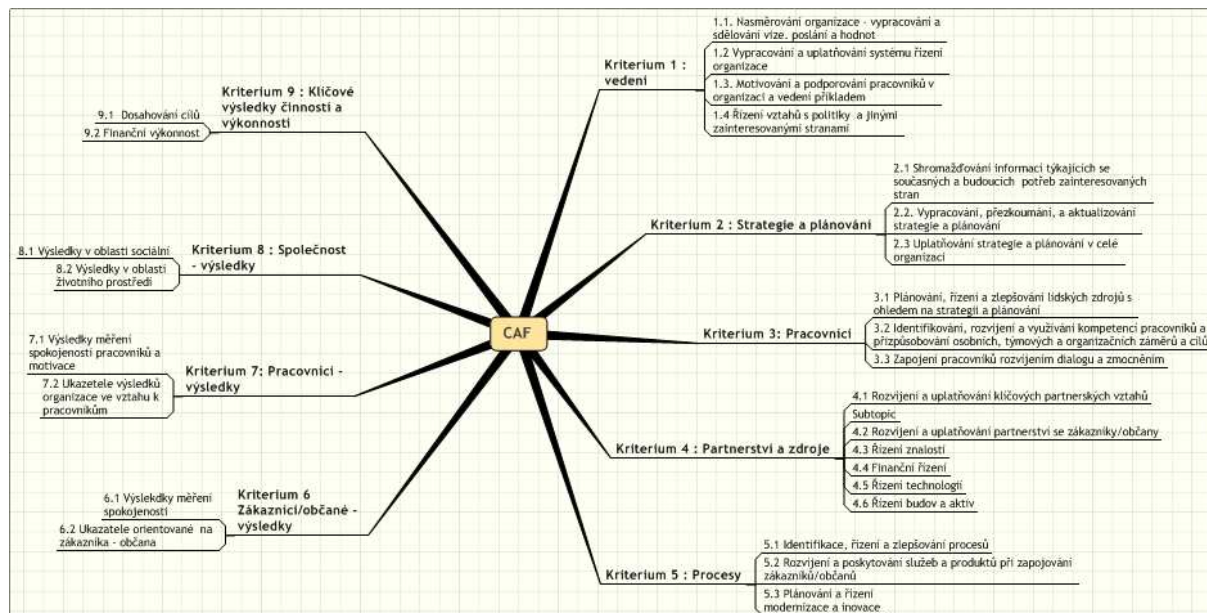 CAF
Kriterium 1 :
vedení
1.1. Nasměrování organizace - vypracování a
sdělování vize. poslání a hodnot
1.2 Vypracování a uplatňování systému řízení
organizace
1.3. Motivování a podporování pracovníků v
organizaci a vedení příkladem
1.4 Řízení vztahů s politiky a jinými
zainteresovanými stranami
Kriterium 2 : Strategie a plánování
2.1 Shromažďování informací týkajících se
současných a budoucích potřeb zainteresovaných
stran
2.2. Vypracování, přezkoumání, a aktualizování
strategie a plánování
2.3 Uplatňování strategie a plánování v celé
organizaci
Kriterium 3: Pracovníci
3.1 Plánování, řízení a zlepšování lidských zdrojů s
ohledem na strategii a plánování
3.2 Identifikování, rozvíjení a využívání kompetencí pracovníků a
přizpůsobování osobních, týmových a organizačních záměrů a cílů
3.3 Zapojení pracovníků rozvíjením dialogu a zmocněním
Kriterium 4 : Partnerství a zdroje
4.1 Rozvíjení a uplatňování klíčových partnerských vztahů
Subtopic
4.2 Rozvíjení a uplatňování partnerství se zákazníky/občany
4.3 Řízení znalostí
4.4 Finanční řízení
4.5 Řízení technologií
4.6 Řízení budov a aktiv
Kriterium 5 : Procesy
5.1 Identifikace, řízení a zlepšování procesů
5.2 Rozvíjení a poskytování služeb a produktů při zapojování
zákazníků/občanů
5.3 Plánování a řízení
modernizace a inovace
Kriterium 6
Zákazníci/občané -
výsledky
6.1 Výslekdky měření
spokojenosti
6.2 Ukazatele orientované na
zákazníka - občana
Kriterium 7: Pracovníci -
výsledky
7.1 Výsledky měření
spokojenosti pracovníků a
motivace
7.2 Ukazetele výsledků
organizace ve vztahu k
pracovníkům
Kriterium 8 : Společnost
- výsledky
8.1 Výsledky v oblasti sociální
8.2 Výsledky v oblasti
životního prostředí
Kriterium 9 : Klíčové
výsledky činností a
výkonnosti
9.1 Dosahování cílů
9.2 Finanční výkonnost